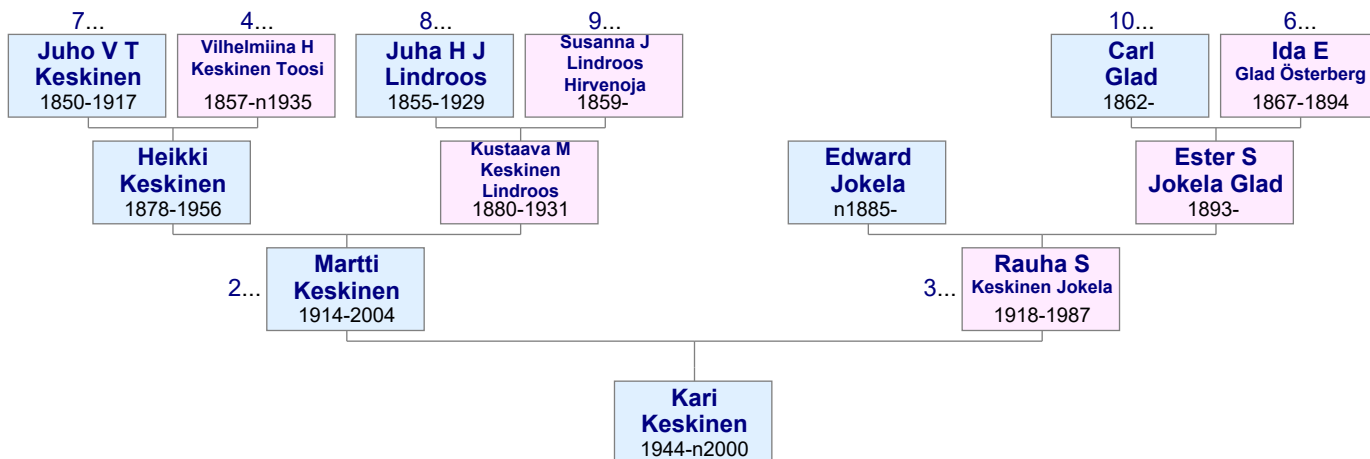 7...
4...
8...
9...
10...
6...
Juho V T
Keskinen
1850-1917
Vilhelmiina H
Keskinen Toosi
1857-n1935
Juha H J
Lindroos
1855-1929
Susanna J
Lindroos
Hirvenoja
1859-
Carl
Glad
1862-
Ida E
Glad Österberg
1867-1894
Heikki
Keskinen
1878-1956
Kustaava M
Keskinen
Lindroos
1880-1931
Edward
Jokela
n1885-
Ester S
Jokela Glad
1893-
2...
Martti
Keskinen
1914-2004
3...
Rauha S
Keskinen Jokela
1918-1987
Kari
Keskinen
1944-n2000